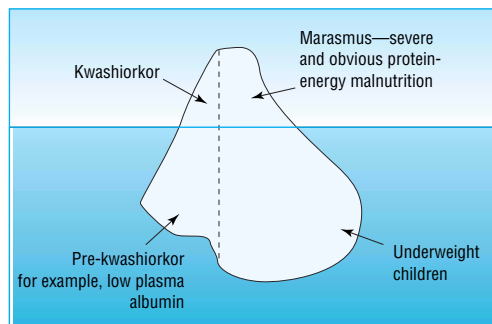 Kwashiorkor
Marasmus—severe
and obvious protein-
energy malnutrition
Pre-kwashiorkor
for example, low plasma
albumin
Underweight
children